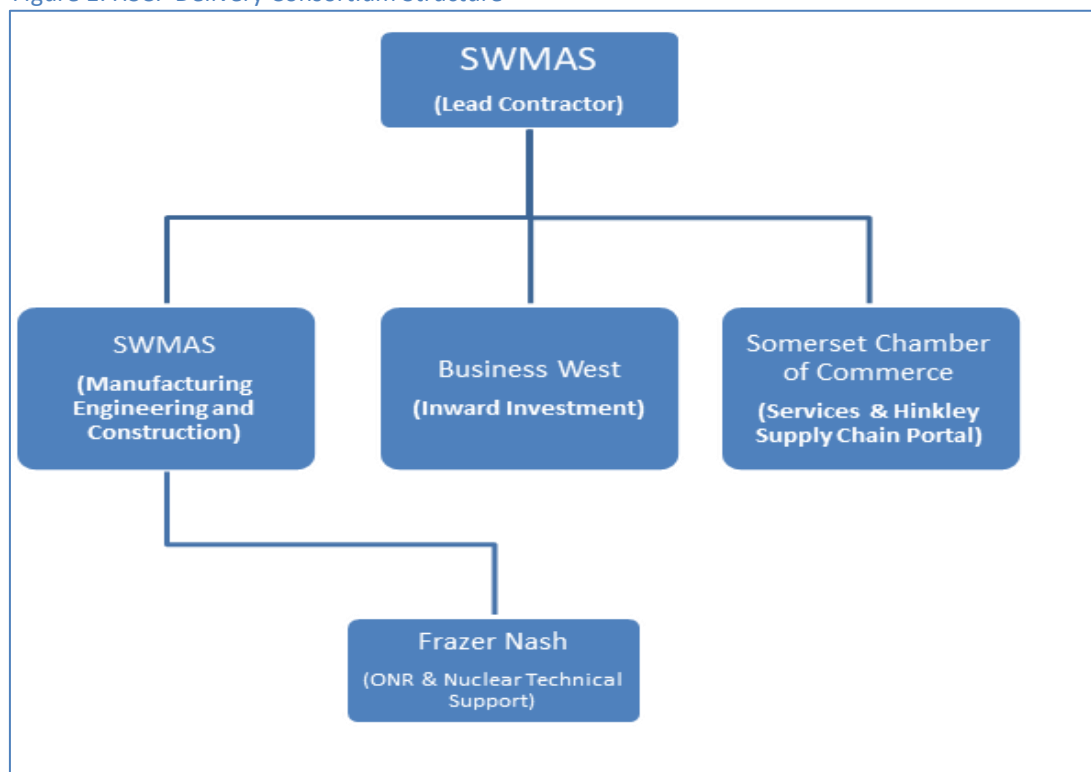 SWMAS
(Lead Contractor)
SWMAS
(Manufacturing
Engineering and
Construction)
Business West
(Inward Investment)
Somerset Chamber
of Commerce
(Services & Hinkley
Supply Chain Portal)
Frazer Nash
(ONR & Nuclear Technical
Support)